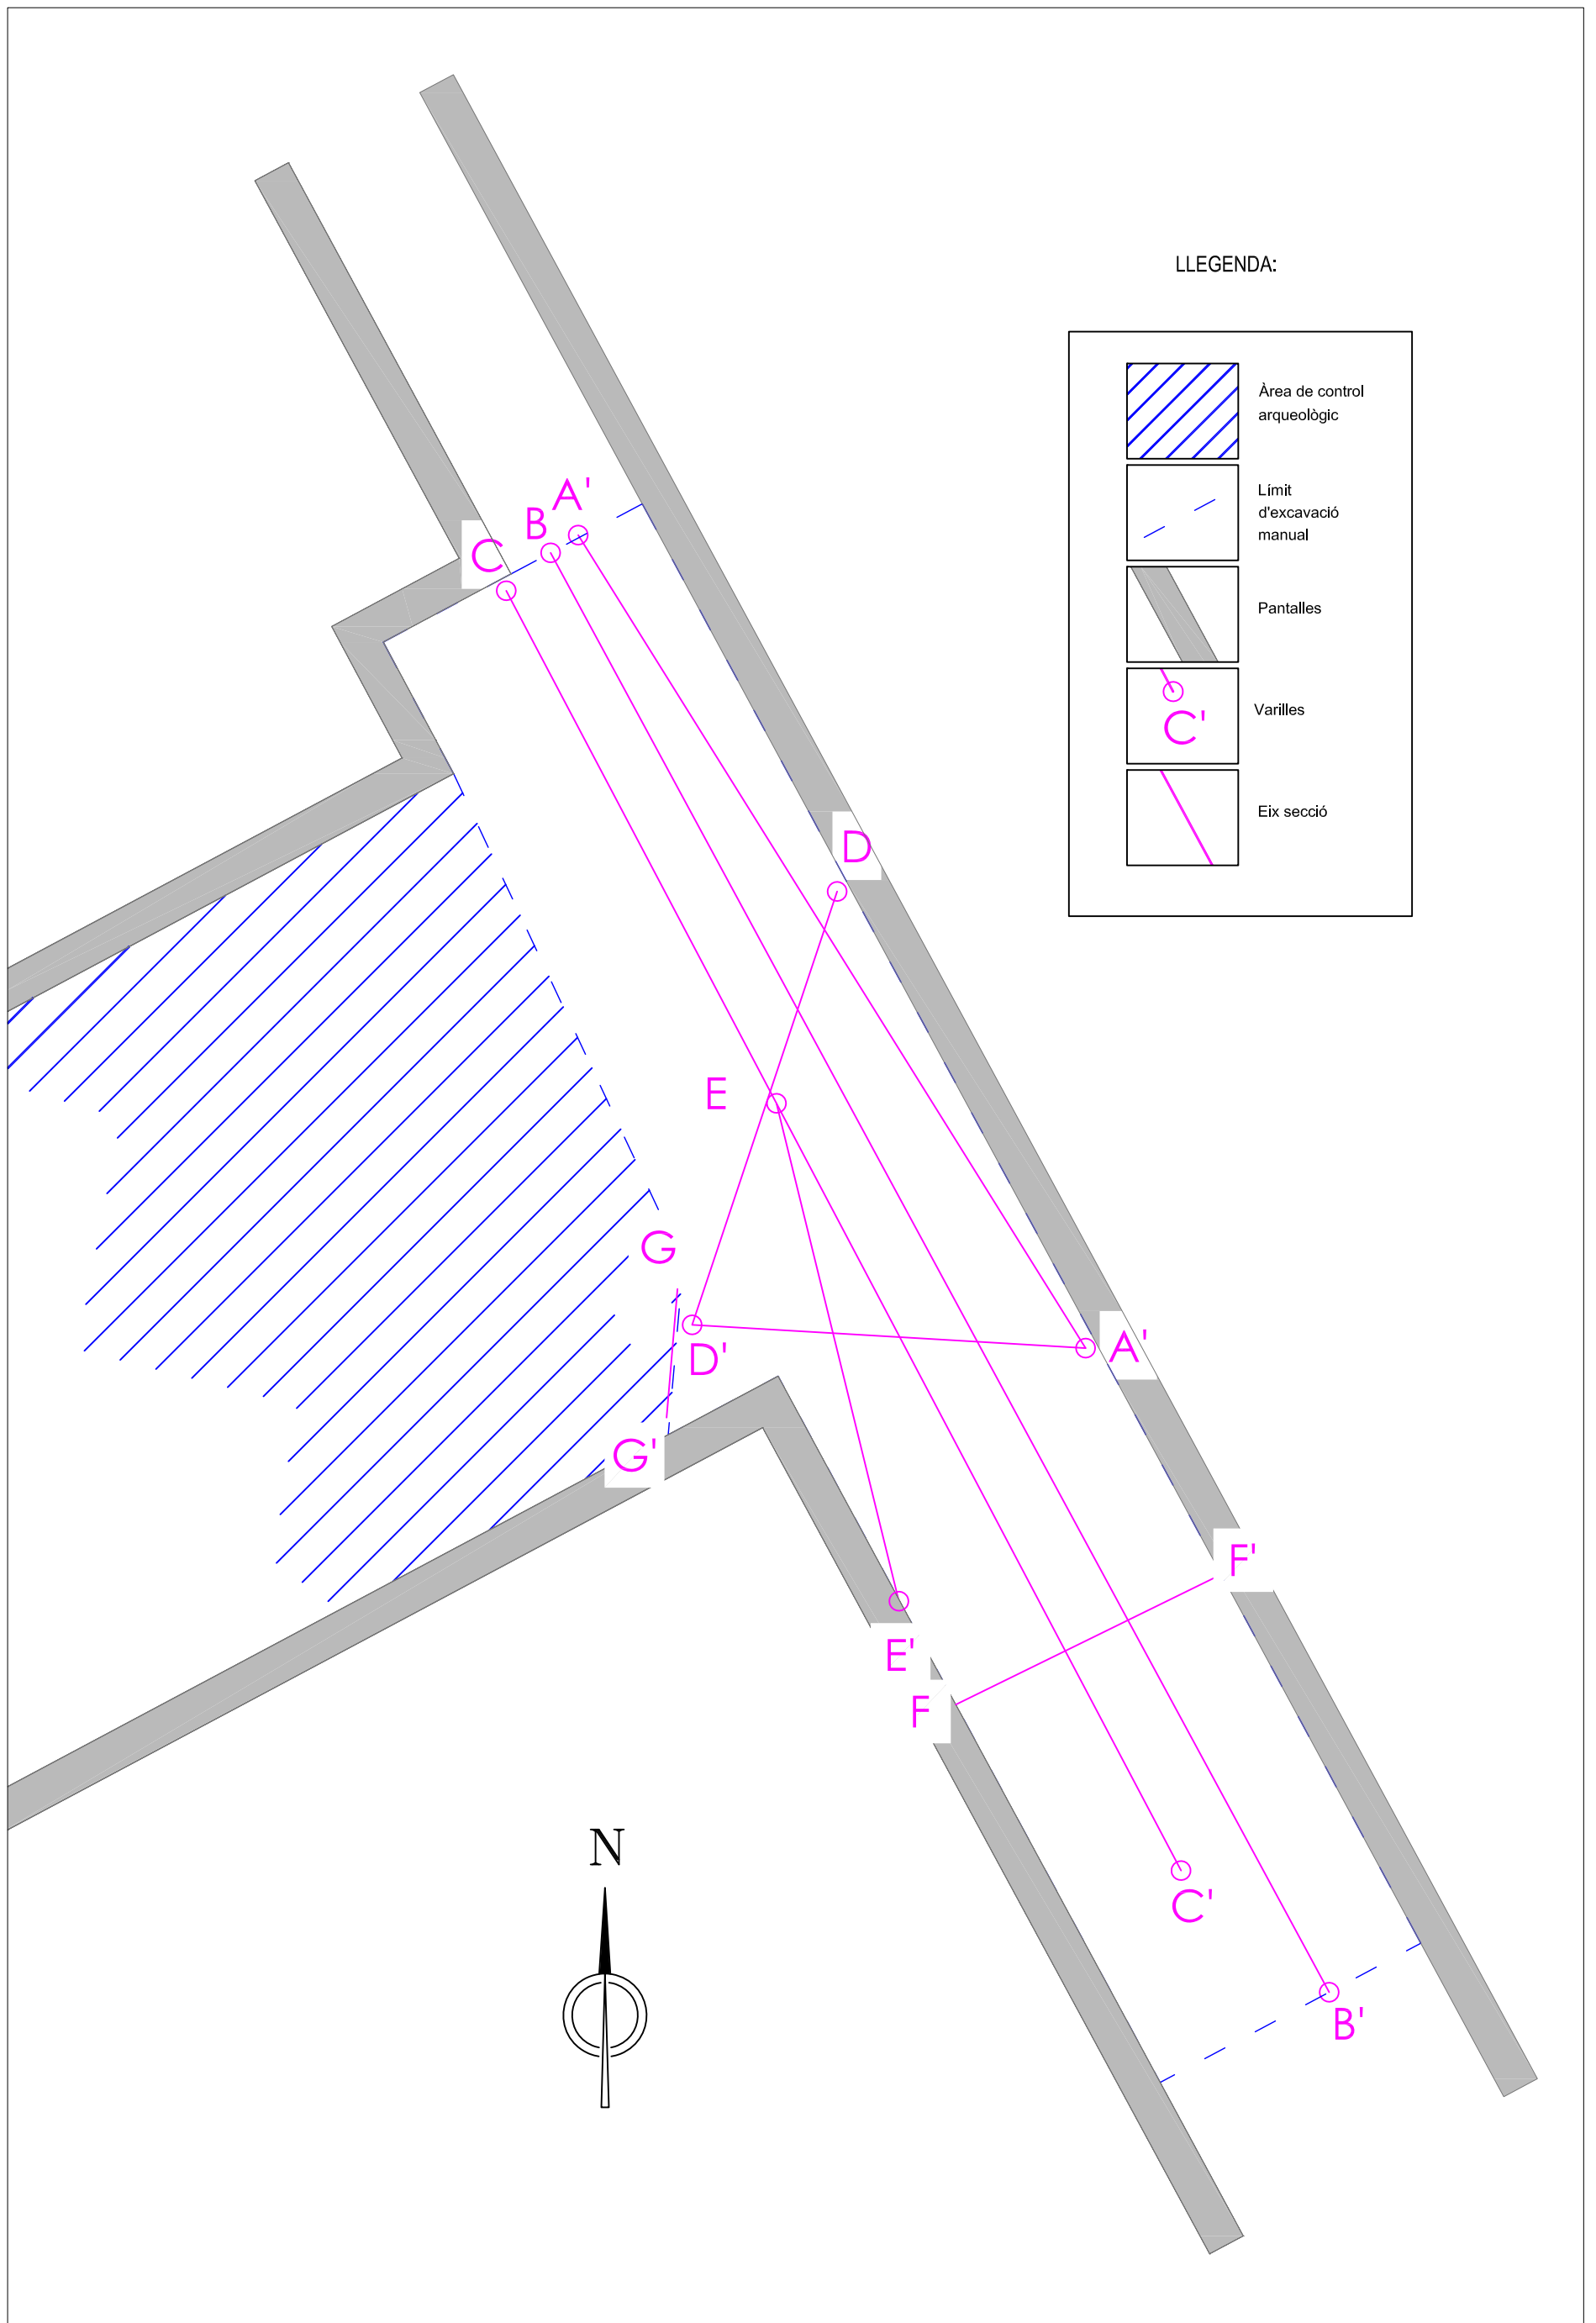 LLEGENDA:
Àrea de control
arqueològic
Límit
d'excavació
manual
Pantalles
C'
Varilles
Eix secció
A'
B
C
D
E
G
D'
A'
G'
F'
E'
F
C'
B'
N